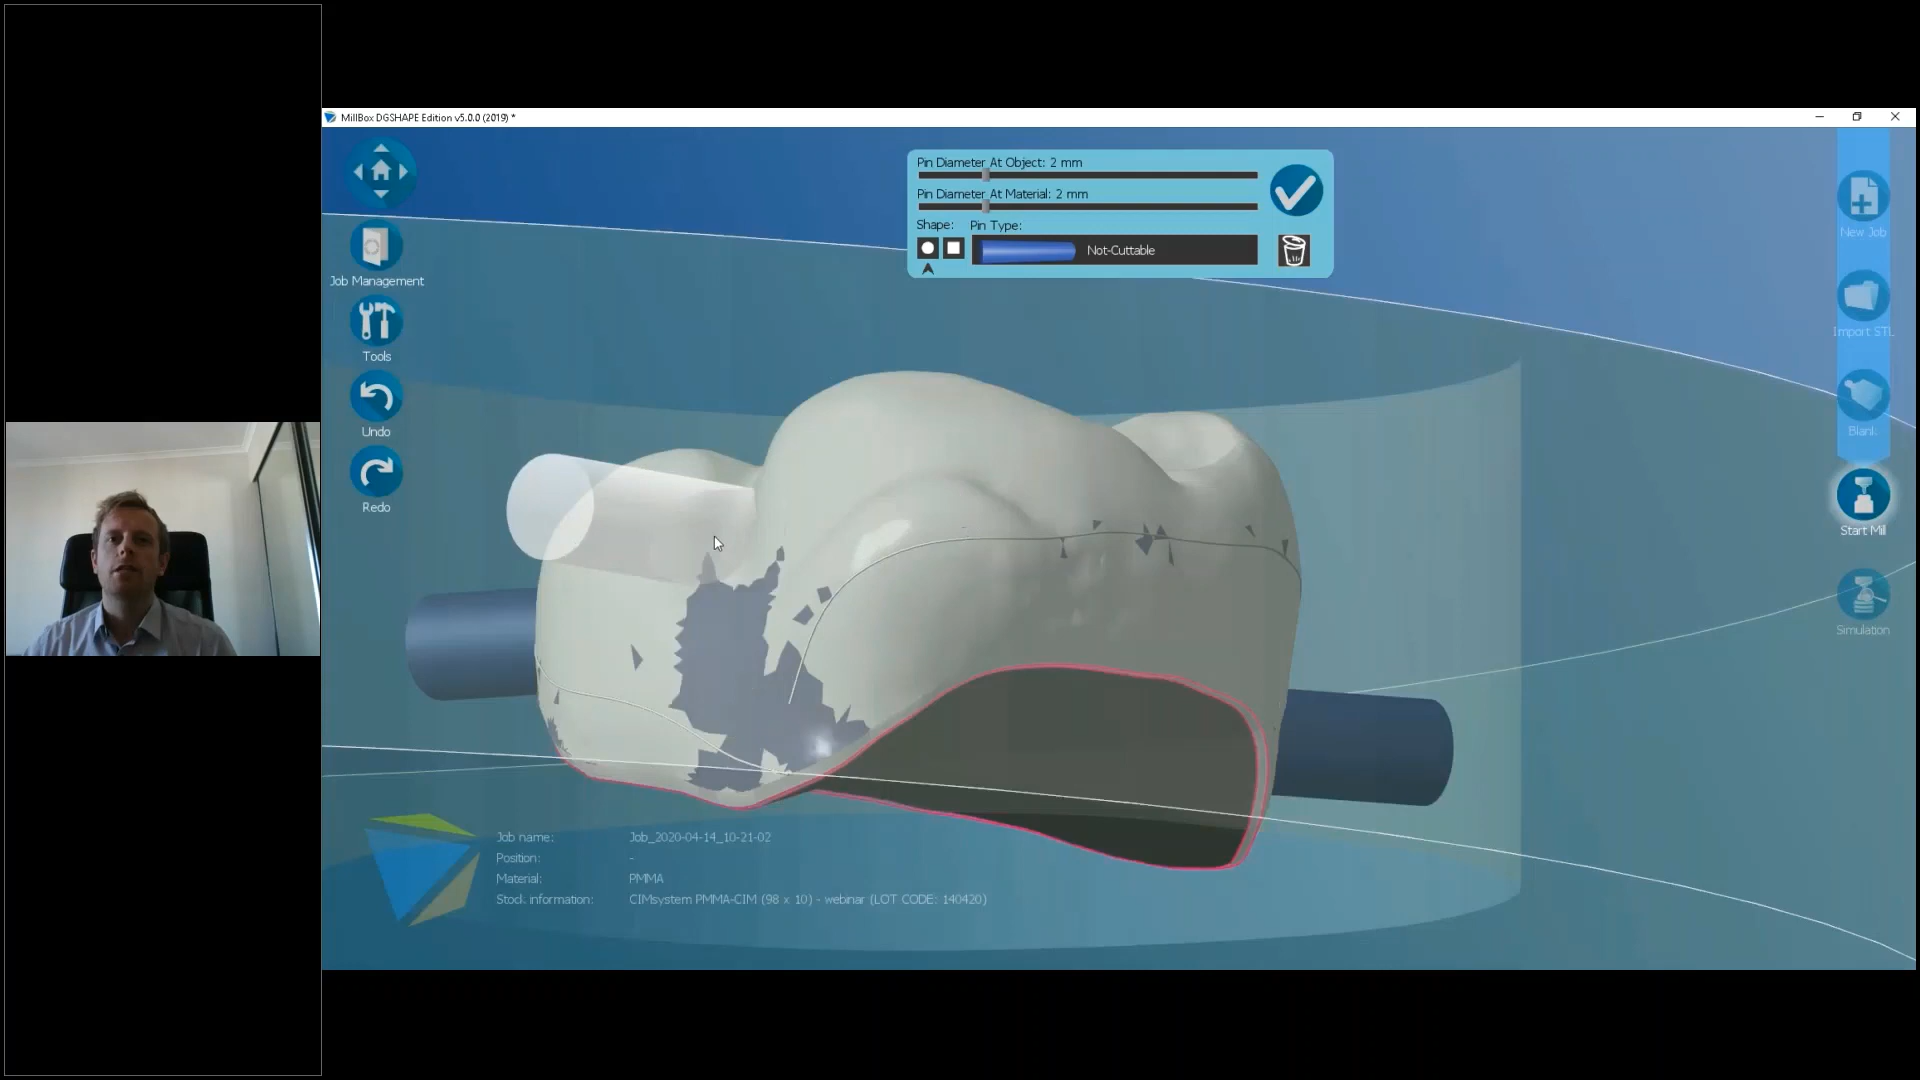 MillBox DGSHAPE Edition v5.0.0 (2019) *
Pin Diameter At Object: 2 mm
Pin Diameter At Material: 2 mm
Shape:
Pin Type:
Not-Cuttable
Job Management
Tools
Undo
Redo
New Job
Import STL
Blank
Start Mill
Simulation
Job name: Job_2020-04-14_10-21-02
Position: -
Material: PMMA
Stock information: CIMsystem PMMA-CIM (98 x 10) - webinar (LOT CODE: 140420)